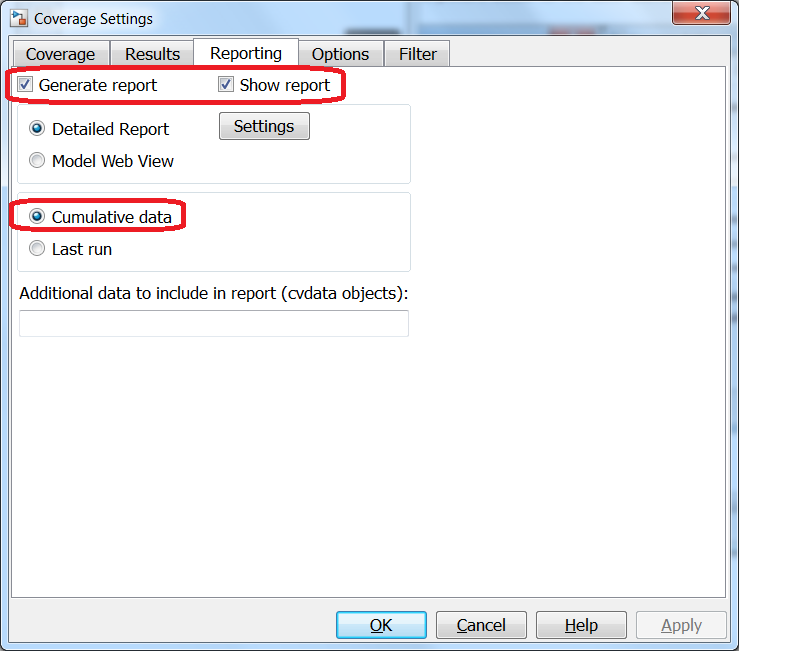 Coverage Settings
Coverage Results Reporting Options Filter
Generate report Show report
Detailed Report Settings
Model Web View
Cumulative data
Last run
Additional data to include in report (cvdata objects):
OK Cancel Help Apply